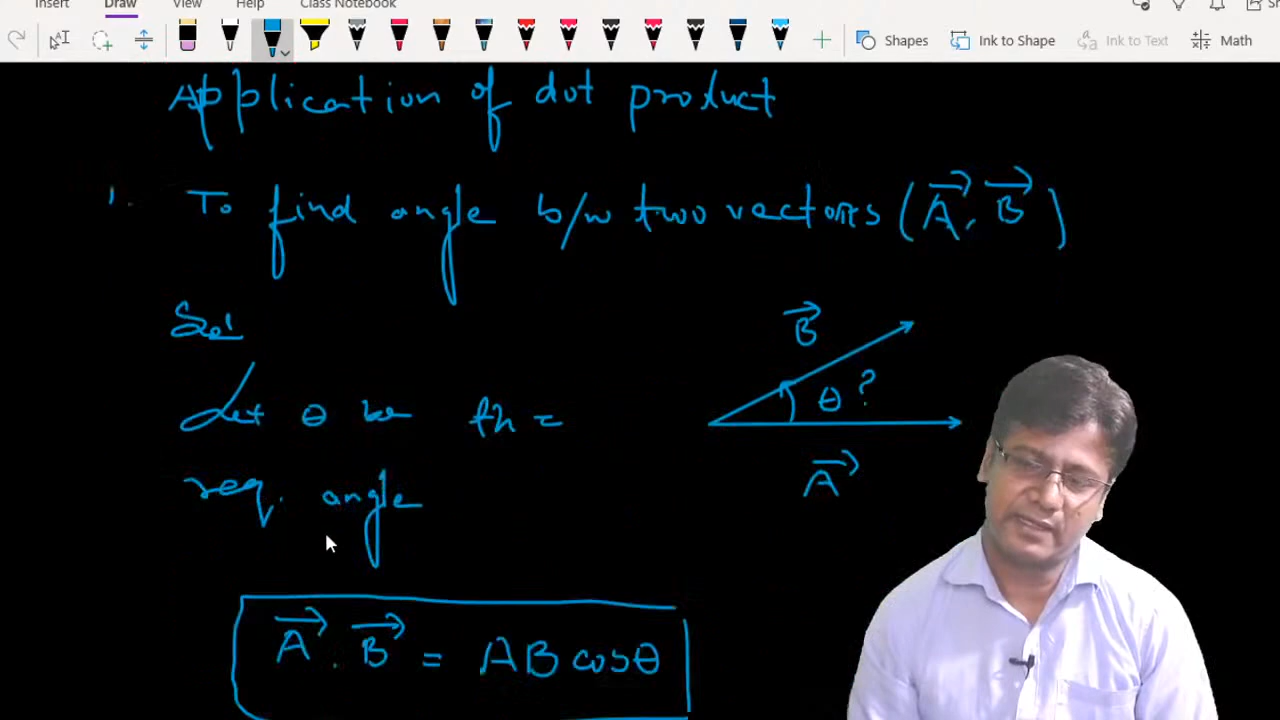 Insert Draw View Help Class Notebook
Shapes Ink to Shape Ink to Text Math
Application of dot product
1. To find angle b/w two vectors (A⃗, B⃗)
Sol
Let θ be the
req. angle
B⃗
θ ?
A⃗
A⃗ . B⃗ = AB cosθ